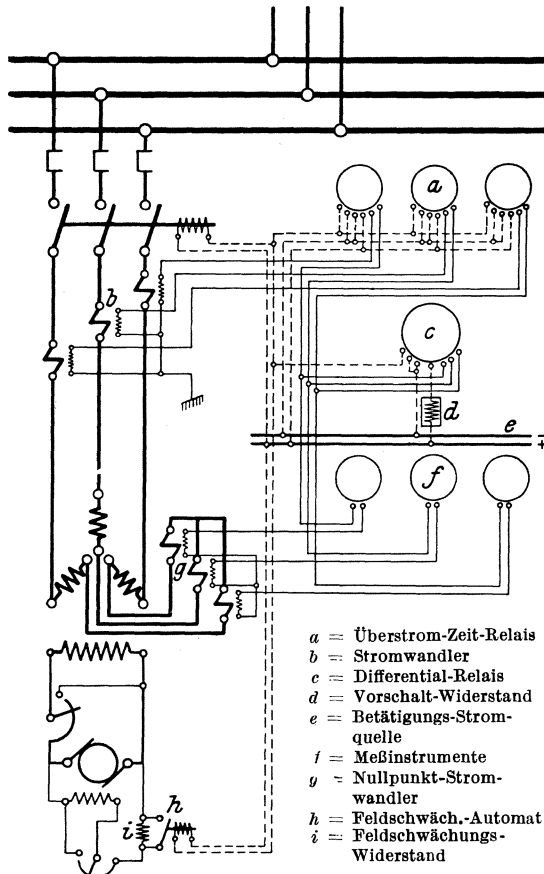 a
b
c
d
e
−
+
f
g
h
i
a = Überstrom-Zeit-Relais
b = Stromwandler
c = Differential-Relais
d = Vorschalt-Widerstand
e = Betätigungs-Strom-
quelle
f = Meßinstrumente
g = Nullpunkt-Strom-
wandler
h = Feldschwäch.-Automat
i = Feldschwächungs-
Widerstand